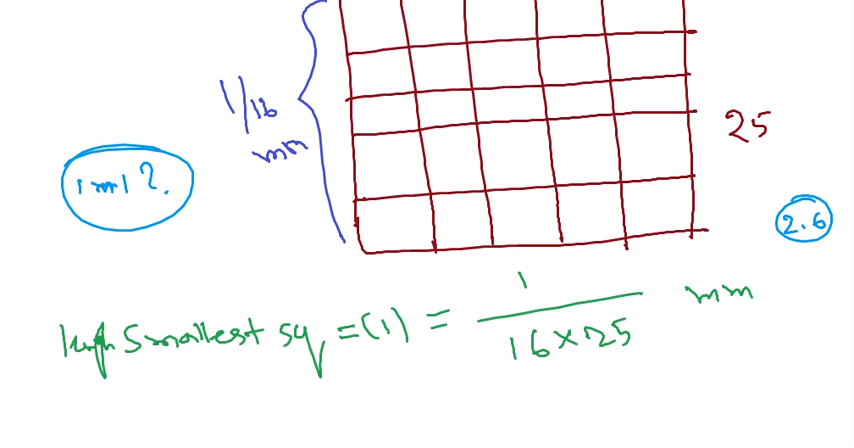 1/16
mm
25
1 ml ?.
2.6
Smallest sq = (1) = 1 / 16 × 25 mm